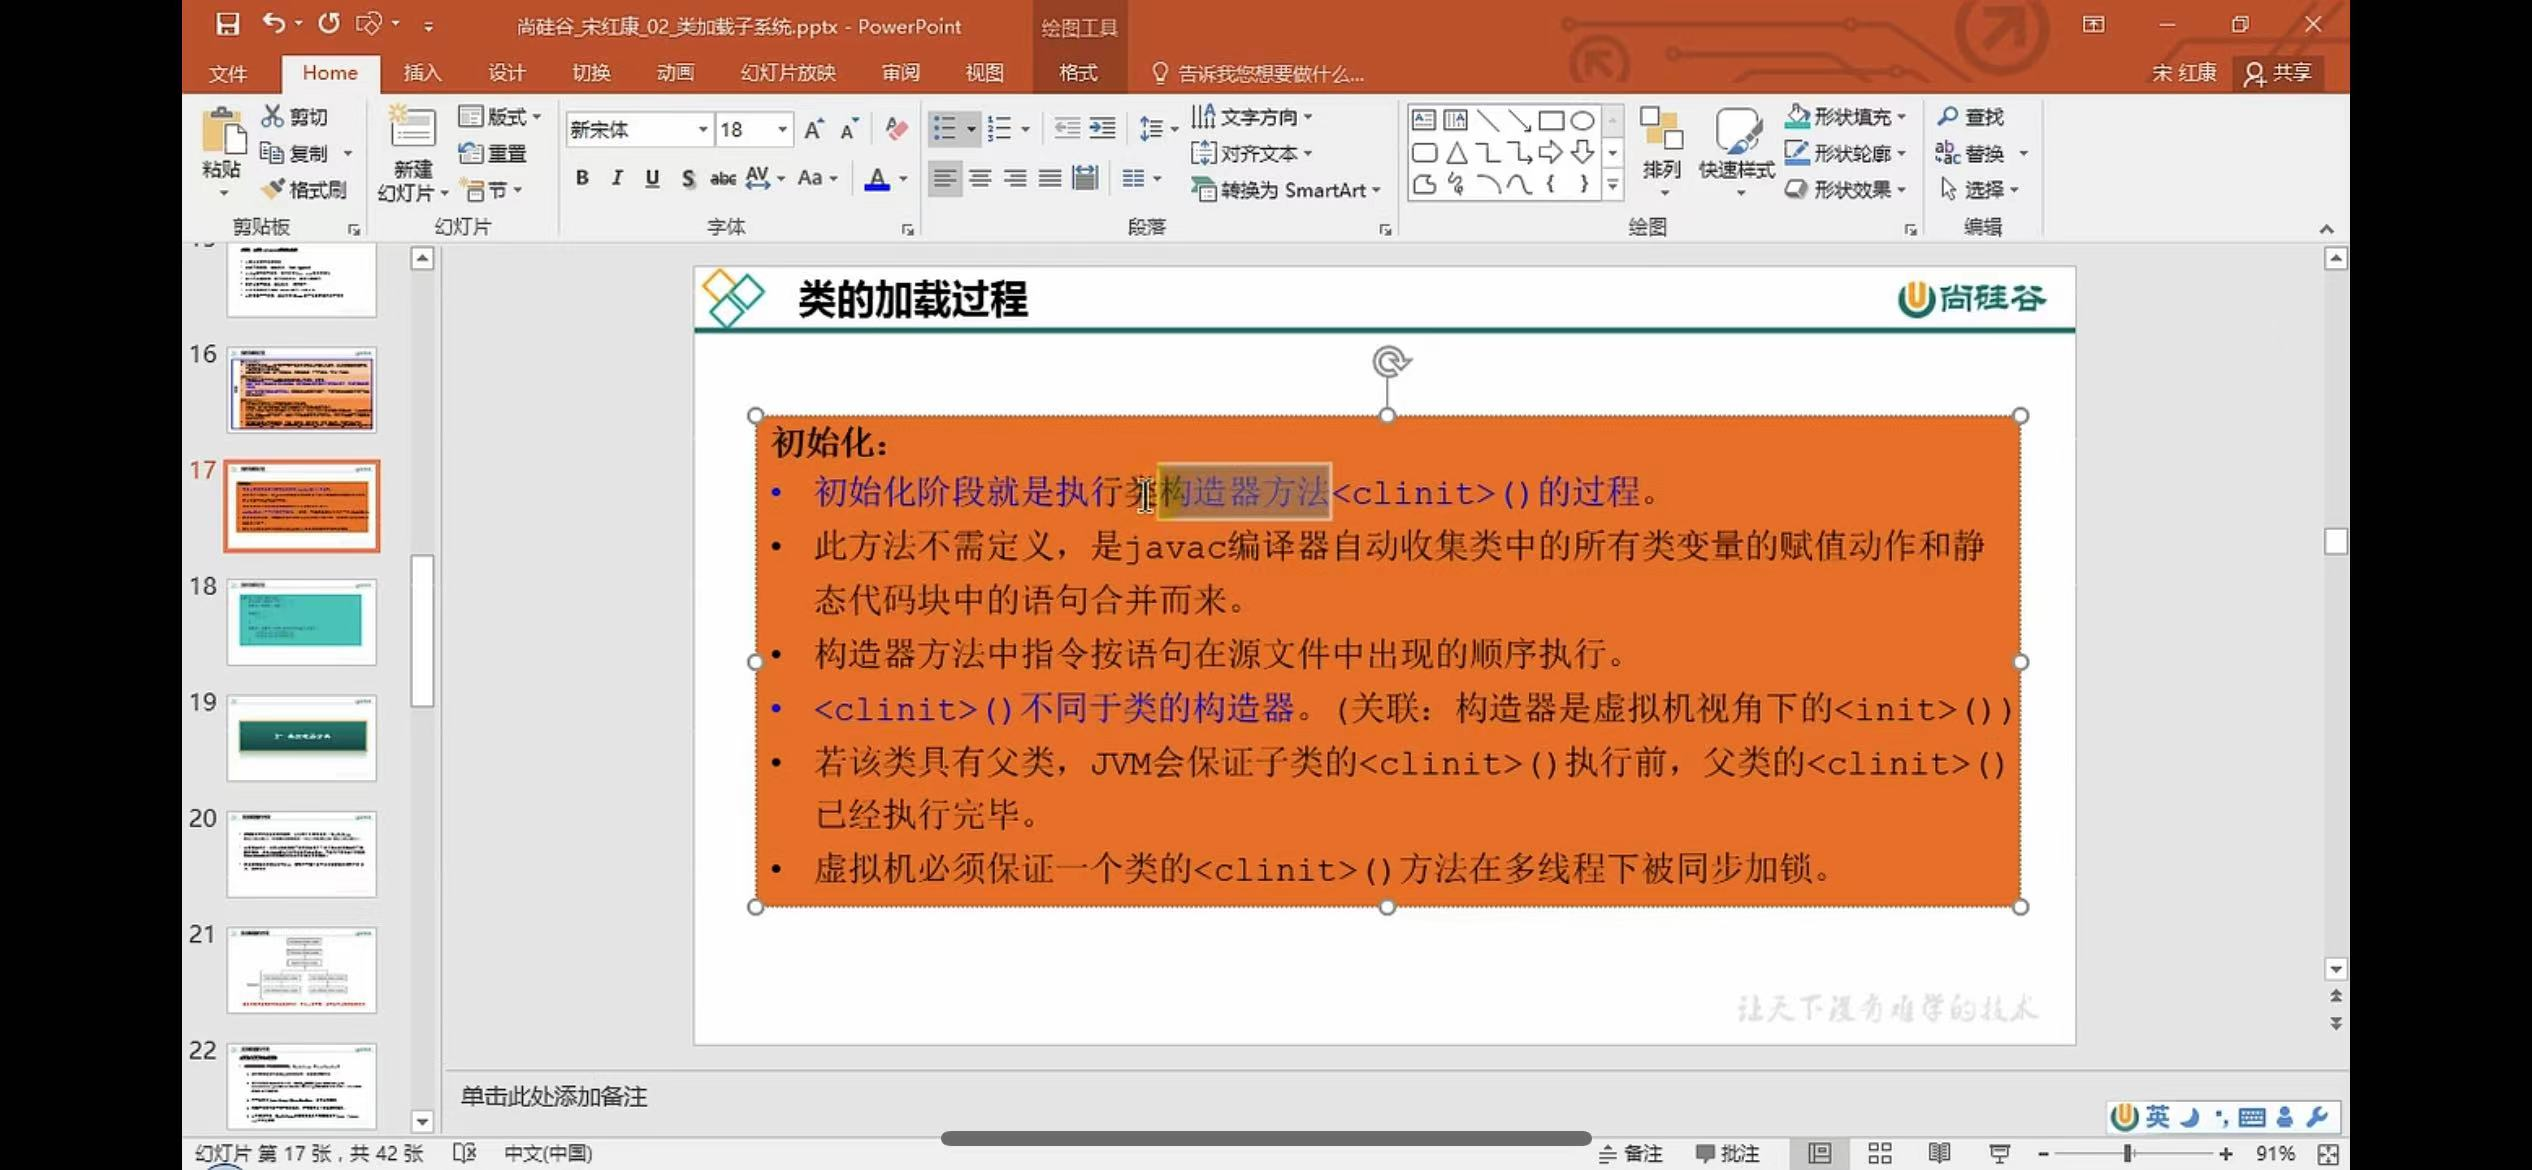 尚硅谷_宋红康_02_类加载子系统.pptx - PowerPoint
绘图工具
文件 Home 插入 设计 切换 动画 幻灯片放映 审阅 视图 格式 告诉我您想要做什么... 宋 红康 共享
粘贴 剪切 复制 格式刷 剪贴板
新建幻灯片 版式 重置 节 幻灯片
新宋体 18
B I U S abc AV Aa A 字体
文字方向 对齐文本 转换为 SmartArt 段落
排列 快速样式 形状填充 形状轮廓 形状效果 绘图
查找 替换 选择 编辑
16
17
18
19
20
21
22
类的加载过程
尚硅谷
初始化：
• 初始化阶段就是执行类构造器方法<clinit>()的过程。
• 此方法不需定义，是javac编译器自动收集类中的所有类变量的赋值动作和静
态代码块中的语句合并而来。
• 构造器方法中指令按语句在源文件中出现的顺序执行。
• <clinit>()不同于类的构造器。(关联：构造器是虚拟机视角下的<init>())
• 若该类具有父类，JVM会保证子类的<clinit>()执行前，父类的<clinit>()
已经执行完毕。
• 虚拟机必须保证一个类的<clinit>()方法在多线程下被同步加锁。
让天下没有难学的技术
单击此处添加备注
英
幻灯片 第 17 张，共 42 张 中文(中国) 备注 批注 91%